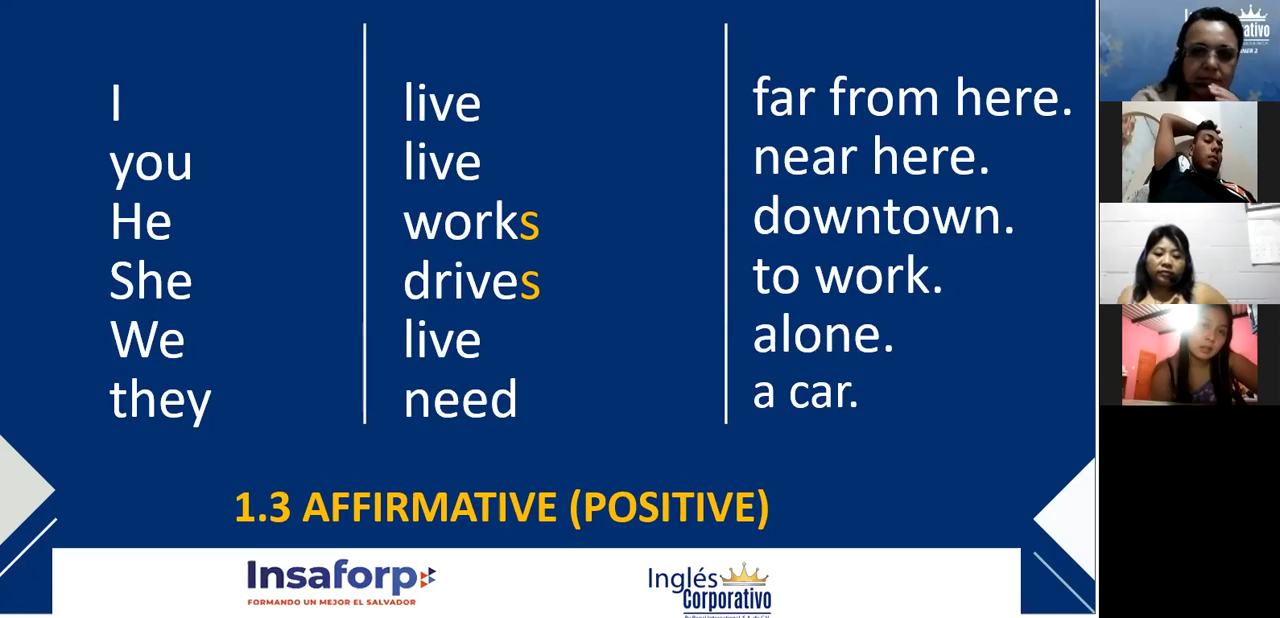 I live far from here.
you live near here.
He works downtown.
She drives to work.
We live alone.
they need a car.
1.3 AFFIRMATIVE (POSITIVE)
Insaforp
FORMANDO UN MEJOR EL SALVADOR
Inglés
Corporativo